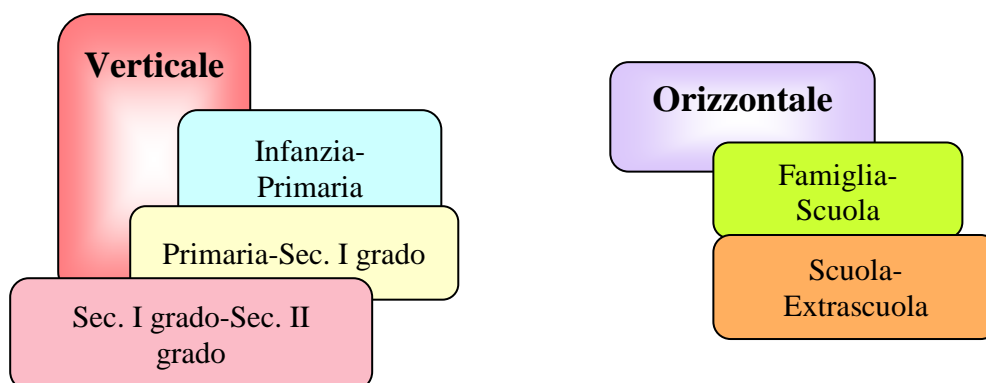 Verticale
Infanzia-
Primaria
Primaria-Sec. I grado
Sec. I grado-Sec. II
grado
Orizzontale
Famiglia-
Scuola
Scuola-
Extrascuola